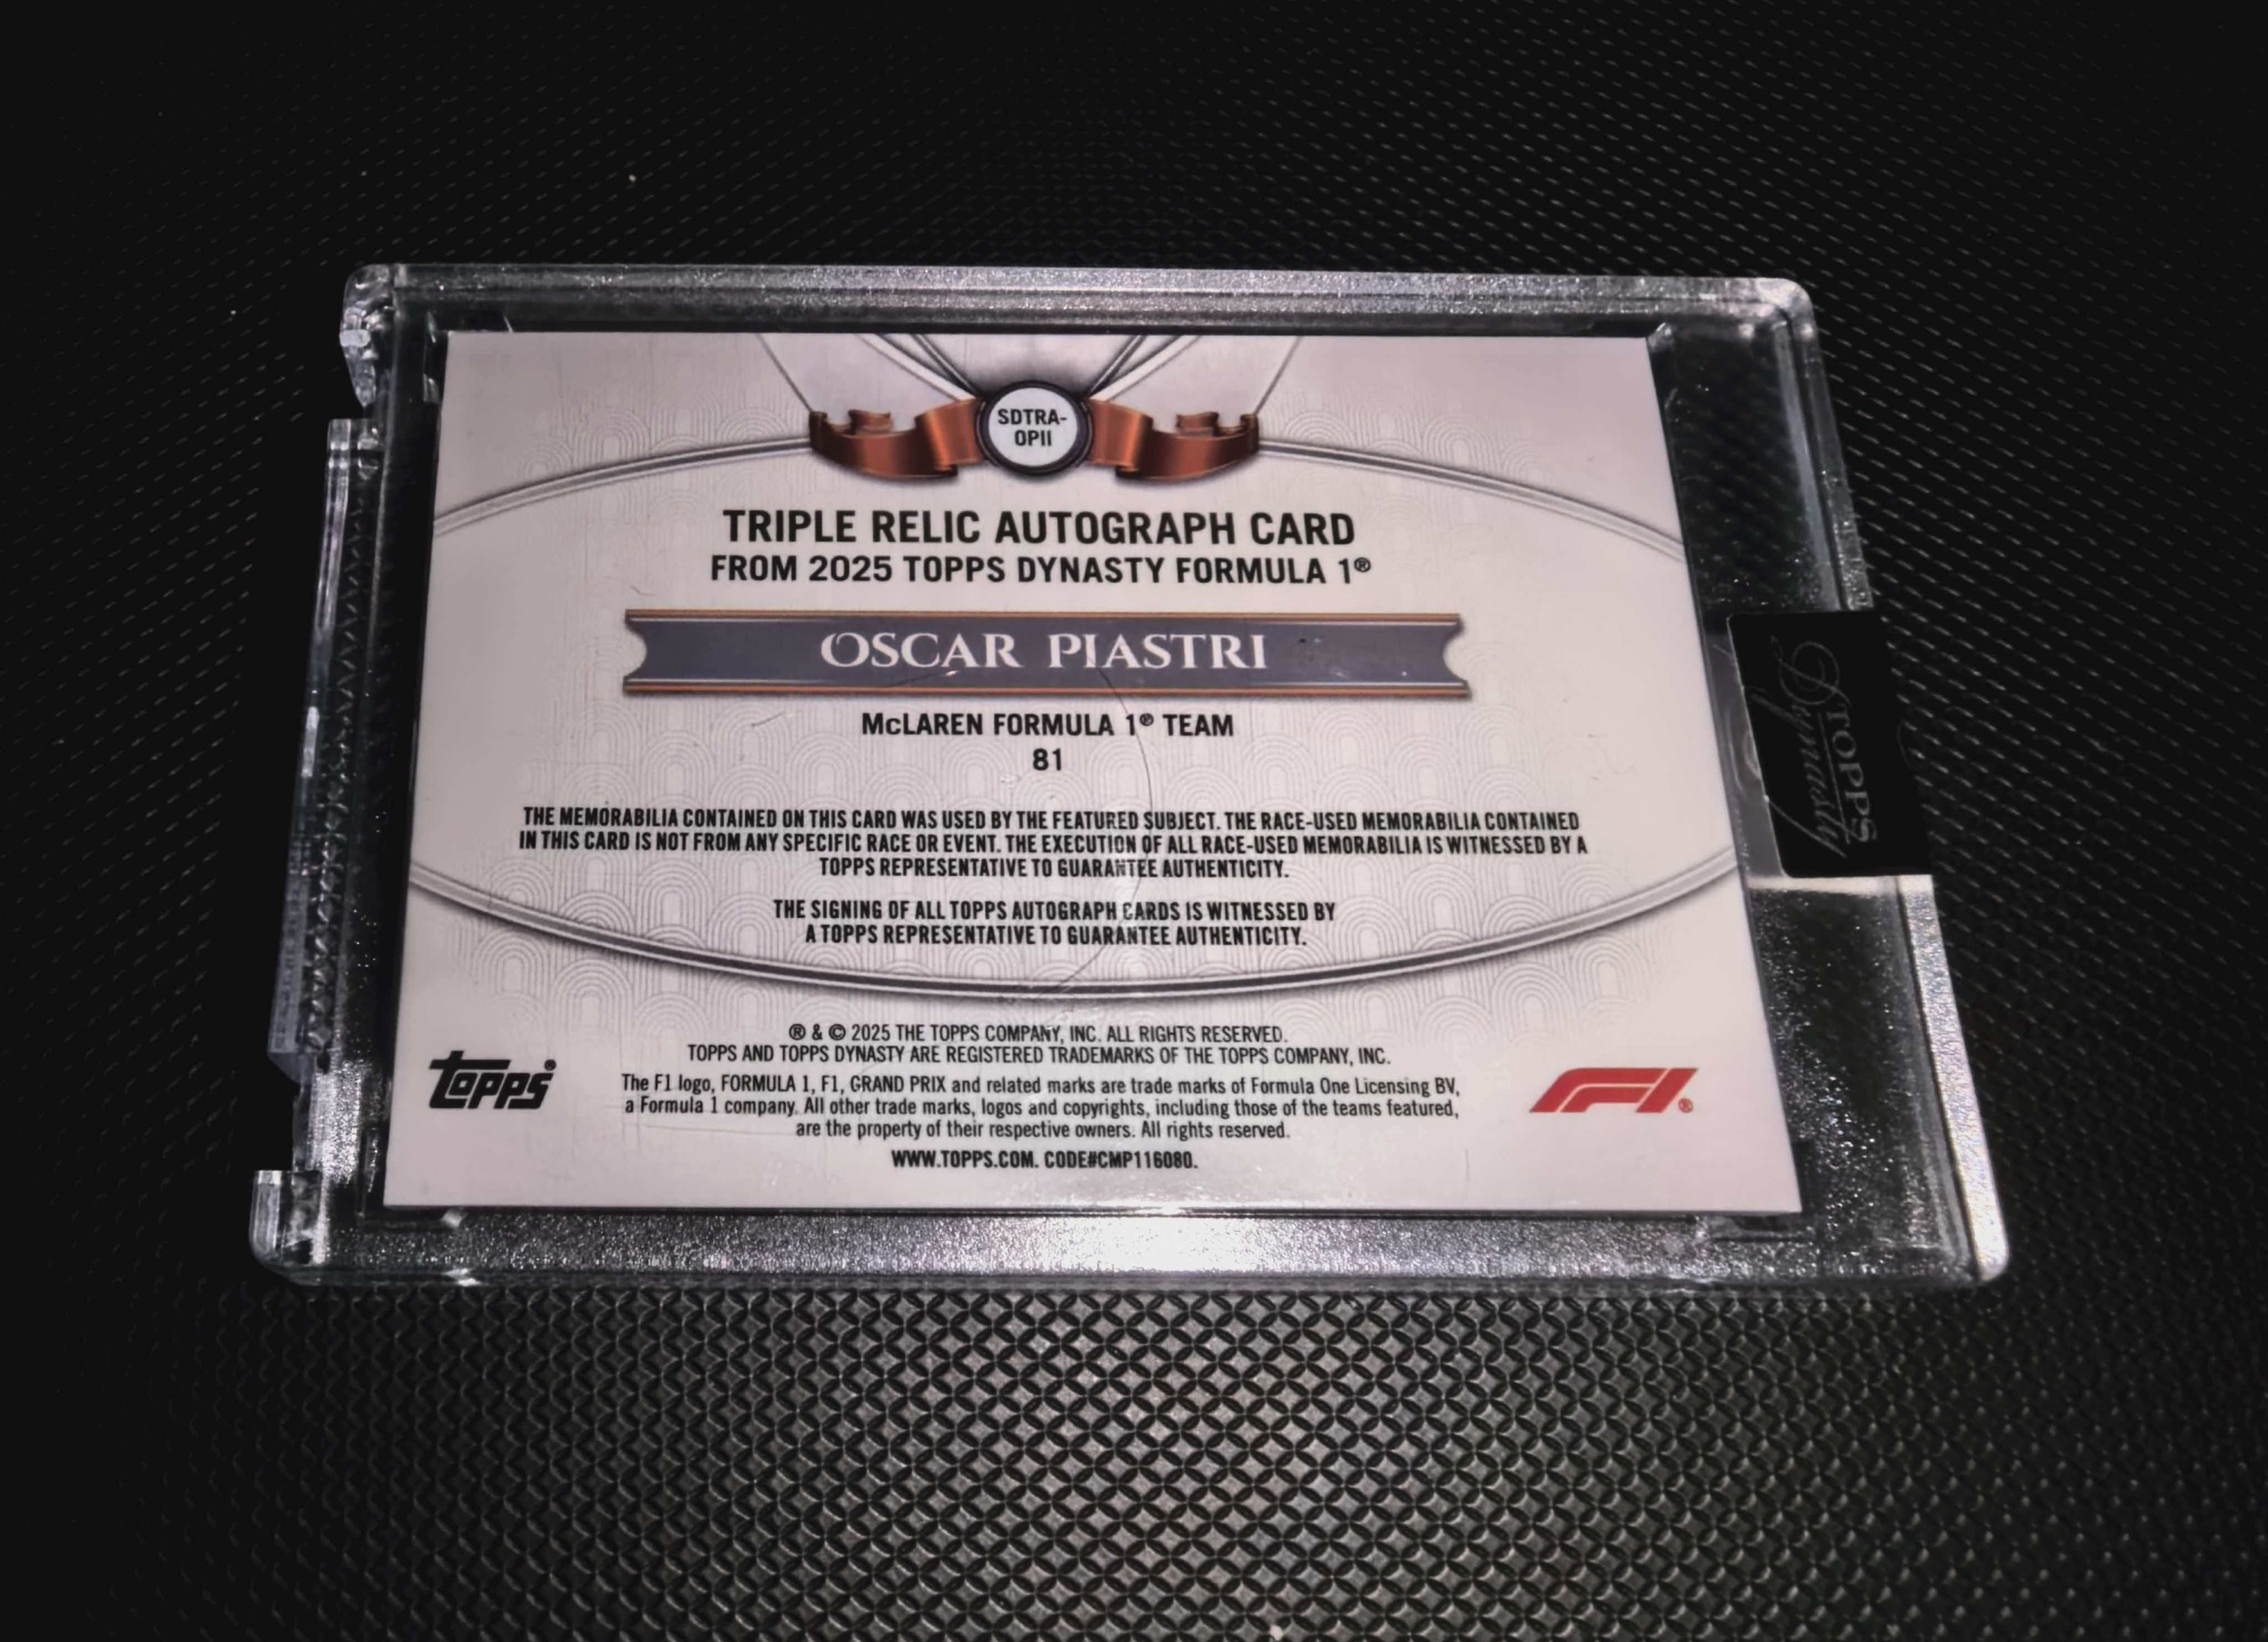 SDTRA-
OPII
TRIPLE RELIC AUTOGRAPH CARD
FROM 2025 TOPPS DYNASTY FORMULA 1®
OSCAR PIASTRI
McLAREN FORMULA 1® TEAM
81
THE MEMORABILIA CONTAINED ON THIS CARD WAS USED BY THE FEATURED SUBJECT. THE RACE-USED MEMORABILIA CONTAINED
IN THIS CARD IS NOT FROM ANY SPECIFIC RACE OR EVENT. THE EXECUTION OF ALL RACE-USED MEMORABILIA IS WITNESSED BY A
TOPPS REPRESENTATIVE TO GUARANTEE AUTHENTICITY.
THE SIGNING OF ALL TOPPS AUTOGRAPH CARDS IS WITNESSED BY
A TOPPS REPRESENTATIVE TO GUARANTEE AUTHENTICITY.
® & © 2025 THE TOPPS COMPANY, INC. ALL RIGHTS RESERVED.
TOPPS AND TOPPS DYNASTY ARE REGISTERED TRADEMARKS OF THE TOPPS COMPANY, INC.
The F1 logo, FORMULA 1, F1, GRAND PRIX and related marks are trade marks of Formula One Licensing BV,
a Formula 1 company. All other trade marks, logos and copyrights, including those of the teams featured,
are the property of their respective owners. All rights reserved.
WWW.TOPPS.COM. CODE#CMP116080.
topps®
F1®
TOPPS
Dynasty